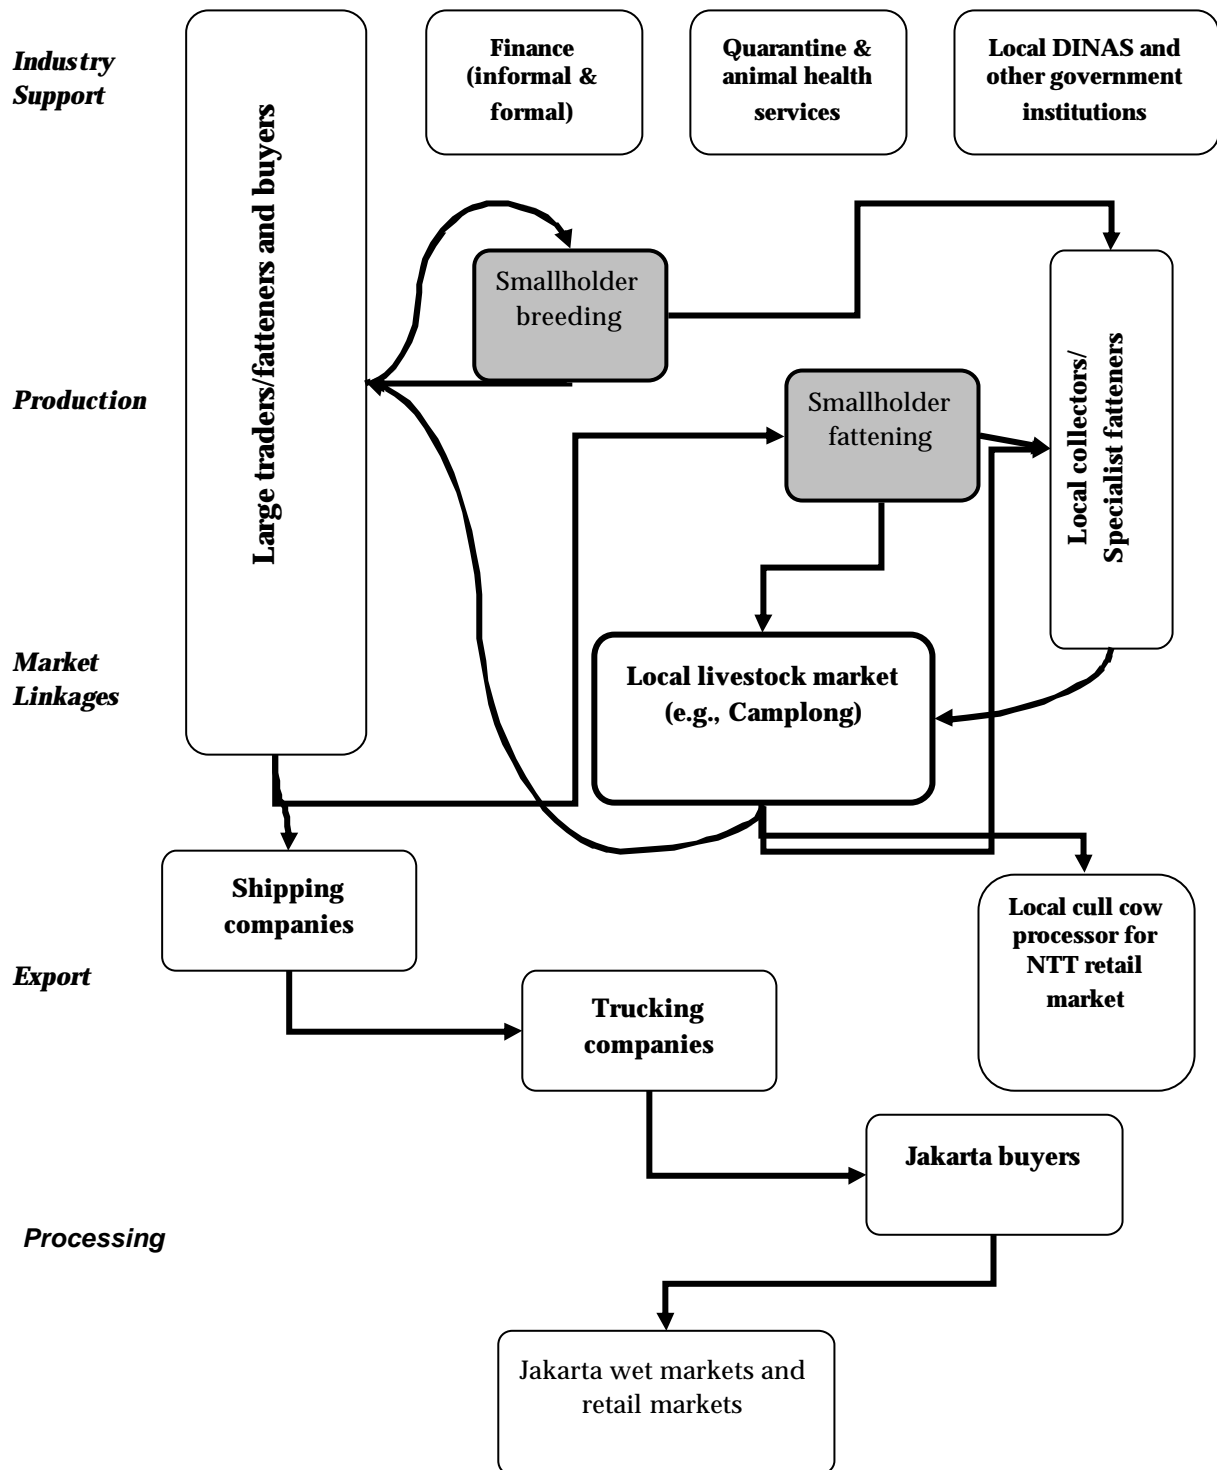 Industry
Support
Finance
(informal &
formal)
Quarantine &
animal health
services
Local DINAS and
other government
institutions
Large traders/fatteners and buyers
Smallholder
breeding
Production
Smallholder
fattening
Local collectors/
Specialist fatteners
Market
Linkages
Local livestock market
(e.g., Camplong)
Shipping
companies
Local cull cow
processor for
NTT retail
market
Export
Trucking
companies
Jakarta buyers
Processing
Jakarta wet markets and
retail markets